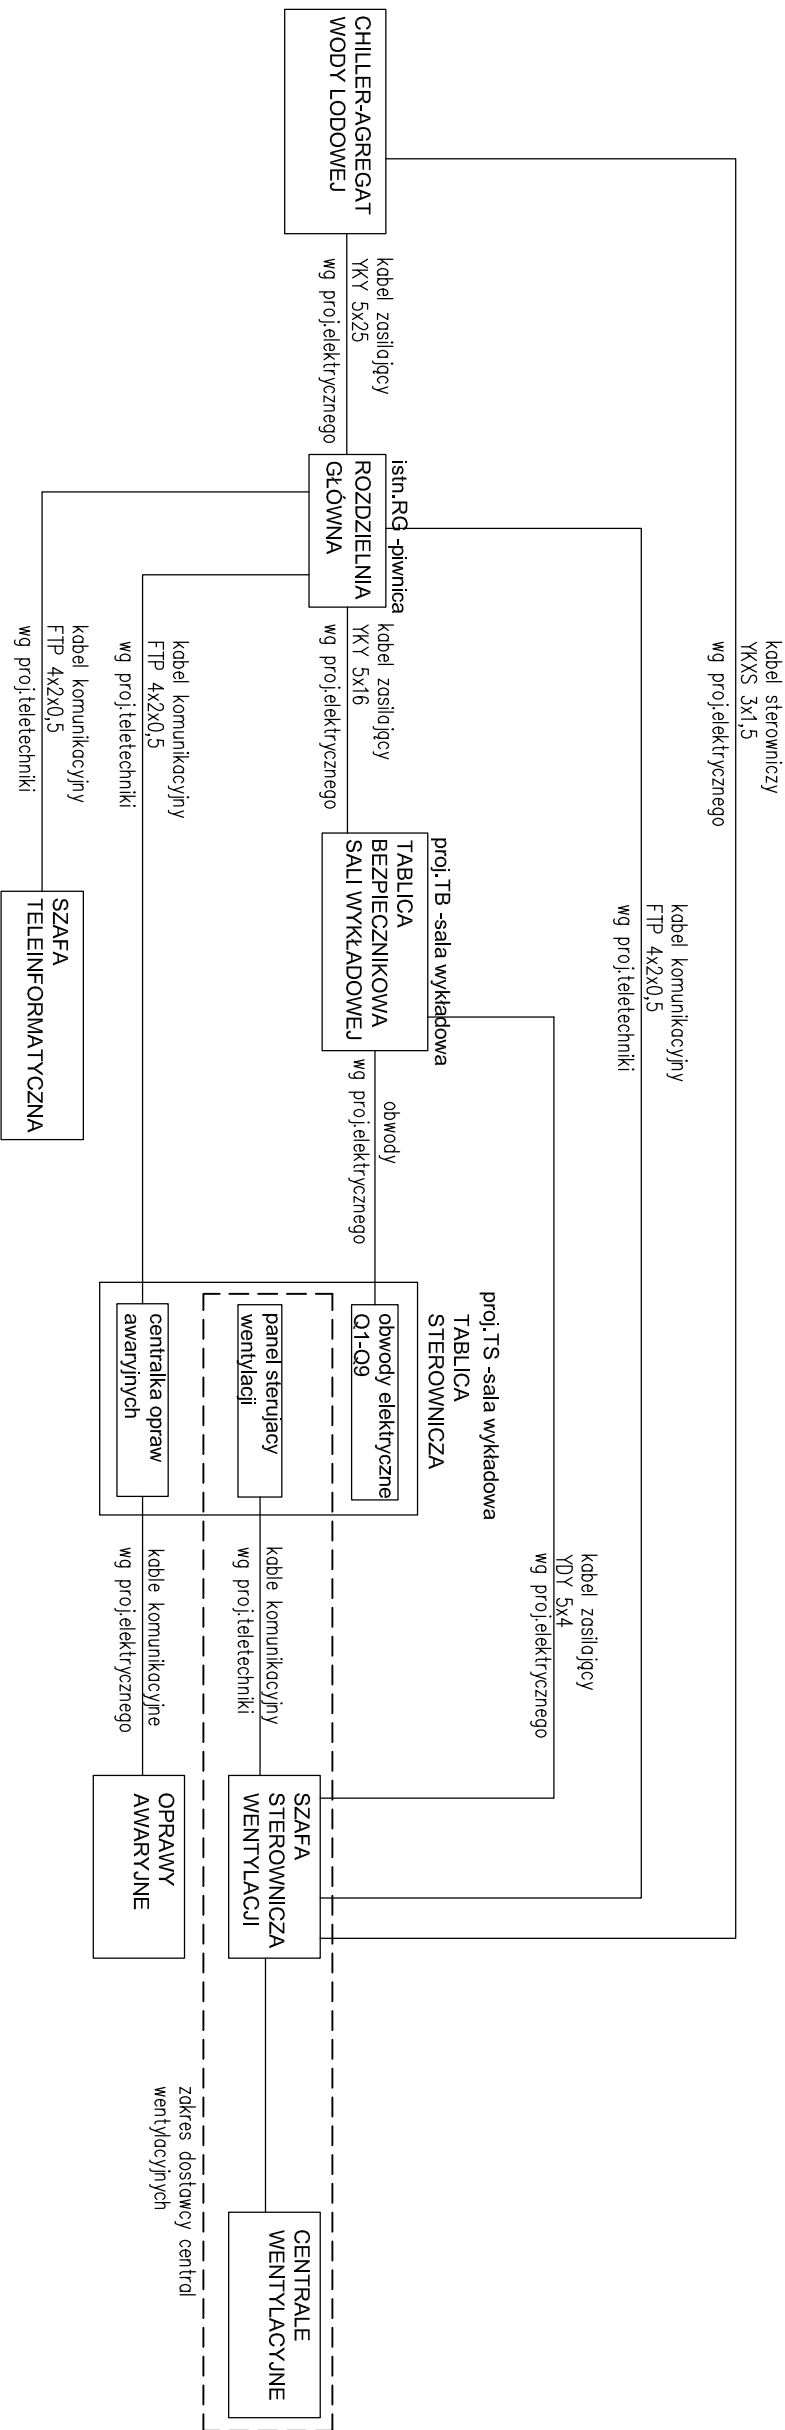 kabel sterowniczy
YKXS 3x1,5
wg proj.elektrycznego
kabel komunikacyjny
FTP 4x2x0,5
wg proj.teletechniki
kabel zasilający
YDY 5x4
wg proj.elektrycznego
CHILLER-AGREGAT
WODY LODOWEJ
kabel zasilający
YKY 5x25
wg proj.elektrycznego
istn.RG -piwnica
ROZDZIELNIA
GŁÓWNA
kabel zasilający
YKY 5x16
wg proj.elektrycznego
proj.TB -sala wykładowa
TABLICA
BEZPIECZNIKOWA
SALI WYKŁADOWEJ
obwody
wg proj.elektrycznego
proj.TS -sala wykładowa
TABLICA
STEROWNICZA
obwody elektryczne
Q1-Q9
panel sterujacy
wentylacji
kable komunikacyjny
wg proj.teletechniki
SZAFA
STEROWNICZA
WENTYLACJI
CENTRALE
WENTYLACYJNE
kabel komunikacyjny
FTP 4x2x0,5
wg proj.teletechniki
centralka opraw
awaryjnych
kable komunikacyjne
wg proj.elektrycznego
OPRAWY
AWARYJNE
zakres dostawcy central
wentylacyjnych
kabel komunikacyjny
FTP 4x2x0,5
wg proj.teletechniki
SZAFA
TELEINFORMATYCZNA